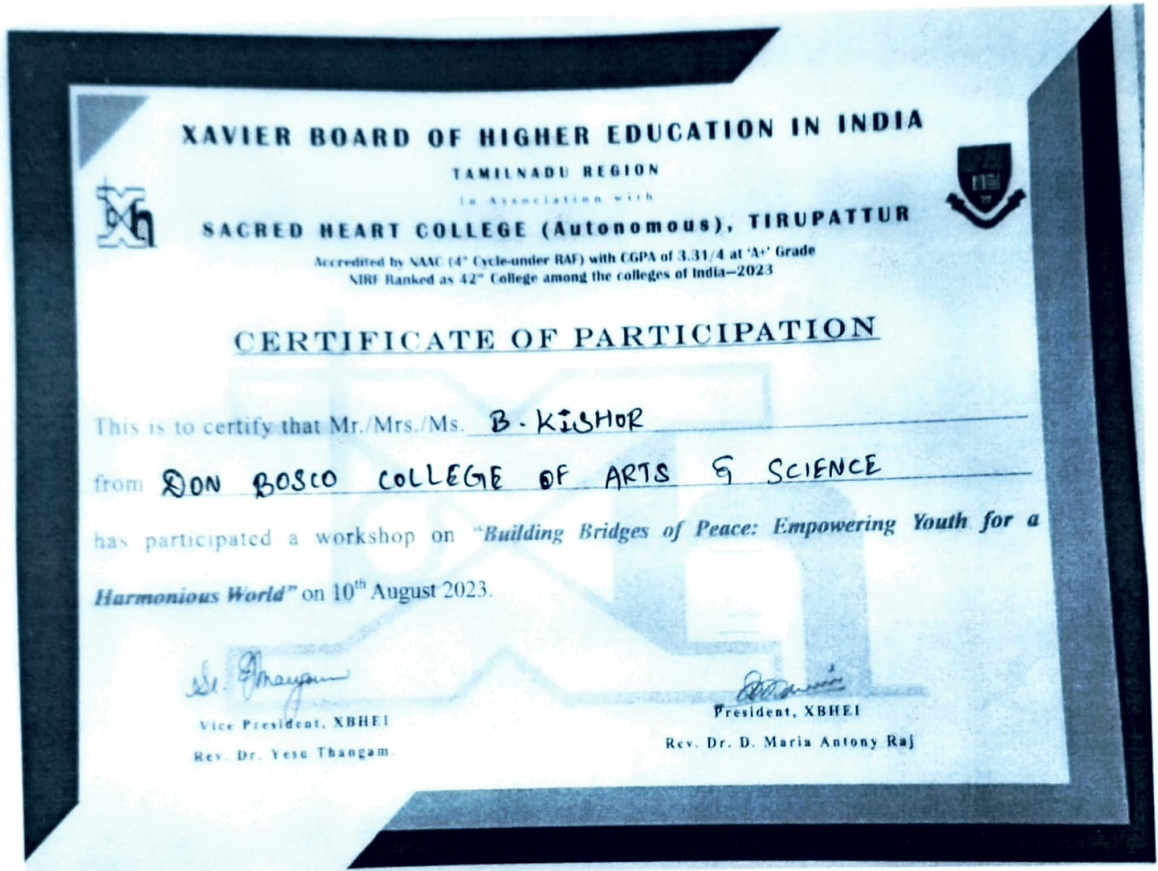 XAVIER BOARD OF HIGHER EDUCATION IN INDIA
TAMILNADU REGION
In Association with
SACRED HEART COLLEGE (Autonomous), TIRUPATTUR
Accredited by NAAC (4th Cycle-under RAF) with CGPA of 3.31/4 at 'A+' Grade
NIRF Ranked as 42nd College among the colleges of India—2023
CERTIFICATE OF PARTICIPATION
This is to certify that Mr./Mrs./Ms. B. KISHOR
from DON BOSCO COLLEGE OF ARTS & SCIENCE
has participated a workshop on "Building Bridges of Peace: Empowering Youth for a
Harmonious World" on 10th August 2023.
Vice President, XBHEI
Rev. Dr. Yesu Thangam
President, XBHEI
Rev. Dr. D. Maria Antony Raj